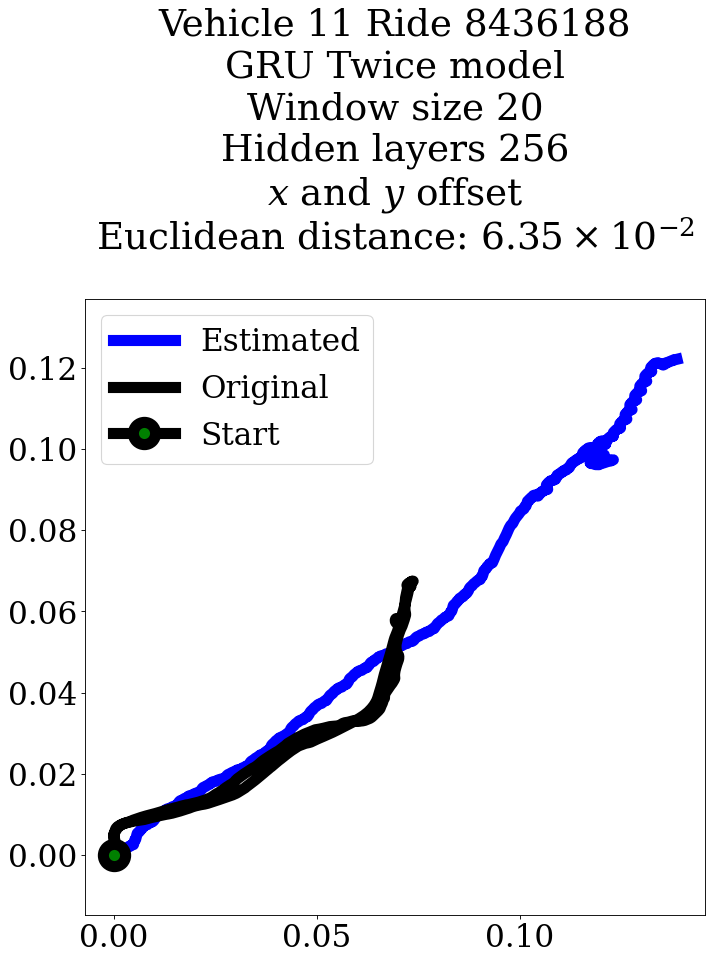 Vehicle 11 Ride 8436188
GRU Twice model
Window size 20
Hidden layers 256
x and y offset
Euclidean distance: 6.35 × 10⁻²
Estimated
Original
Start
0.12
0.10
0.08
0.06
0.04
0.02
0.00
0.00 0.05 0.10